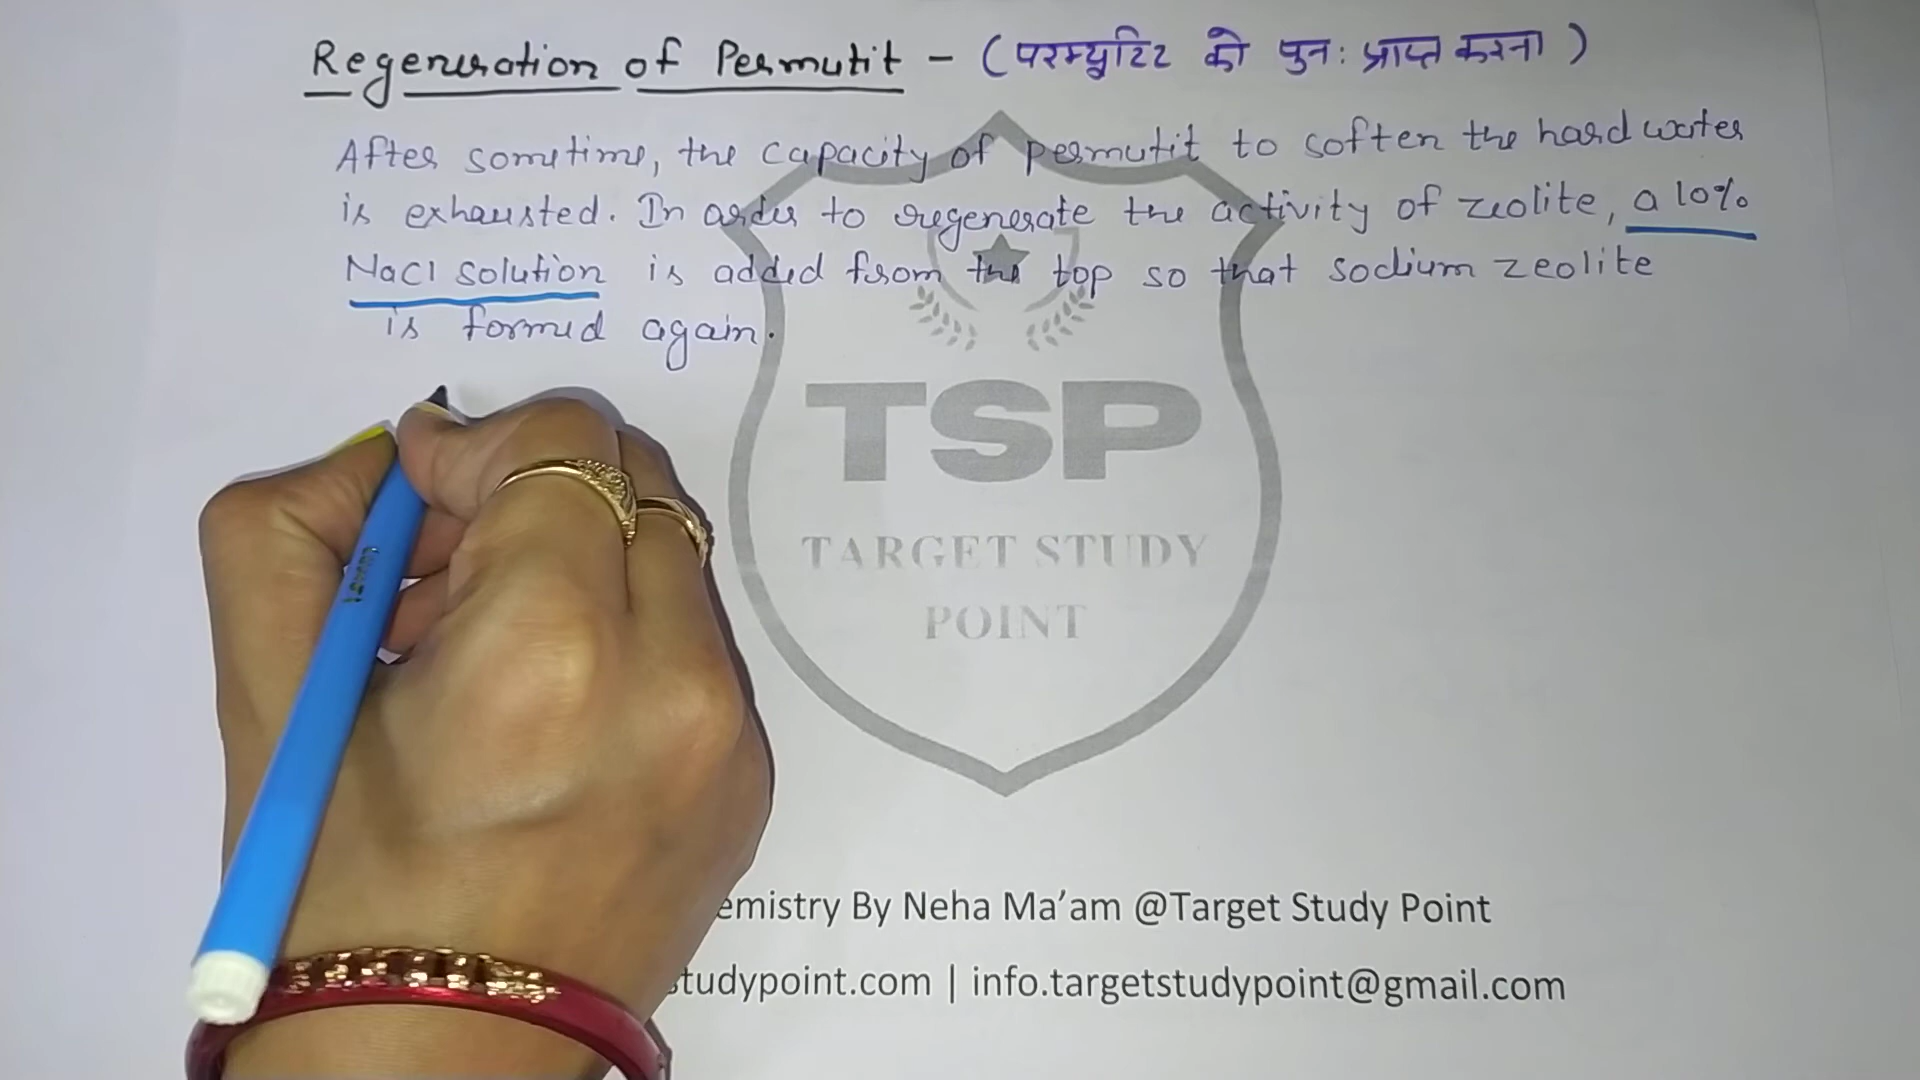 Regeneration of Permutit - (परम्यूटिट को पुनः प्राप्त करना)
After sometime, the capacity of permutit to soften the hard water
is exhausted. In order to regenerate the activity of zeolite, a 10%
NaCl solution is added from the top so that sodium zeolite
is formed again.
TSP
TARGET STUDY
POINT
emistry By Neha Ma'am @Target Study Point
studypoint.com | info.targetstudypoint@gmail.com